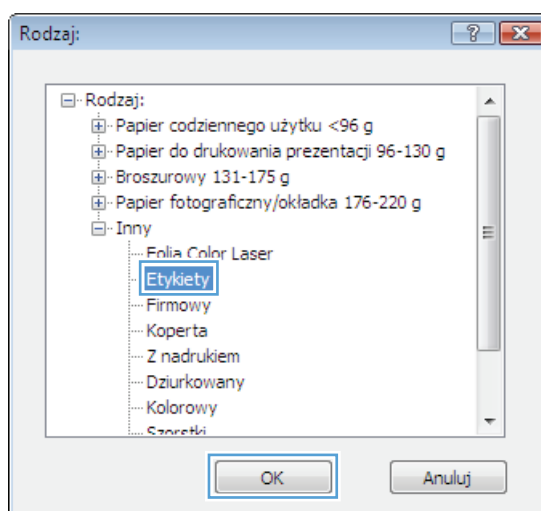 Rodzaj:
Rodzaj:
Papier codziennego użytku <96 g
Papier do drukowania prezentacji 96-130 g
Broszurowy 131-175 g
Papier fotograficzny/okładka 176-220 g
Inny
Folia Color Laser
Etykiety
Firmowy
Koperta
Z nadrukiem
Dziurkowany
Kolorowy
Szorstki
OK
Anuluj